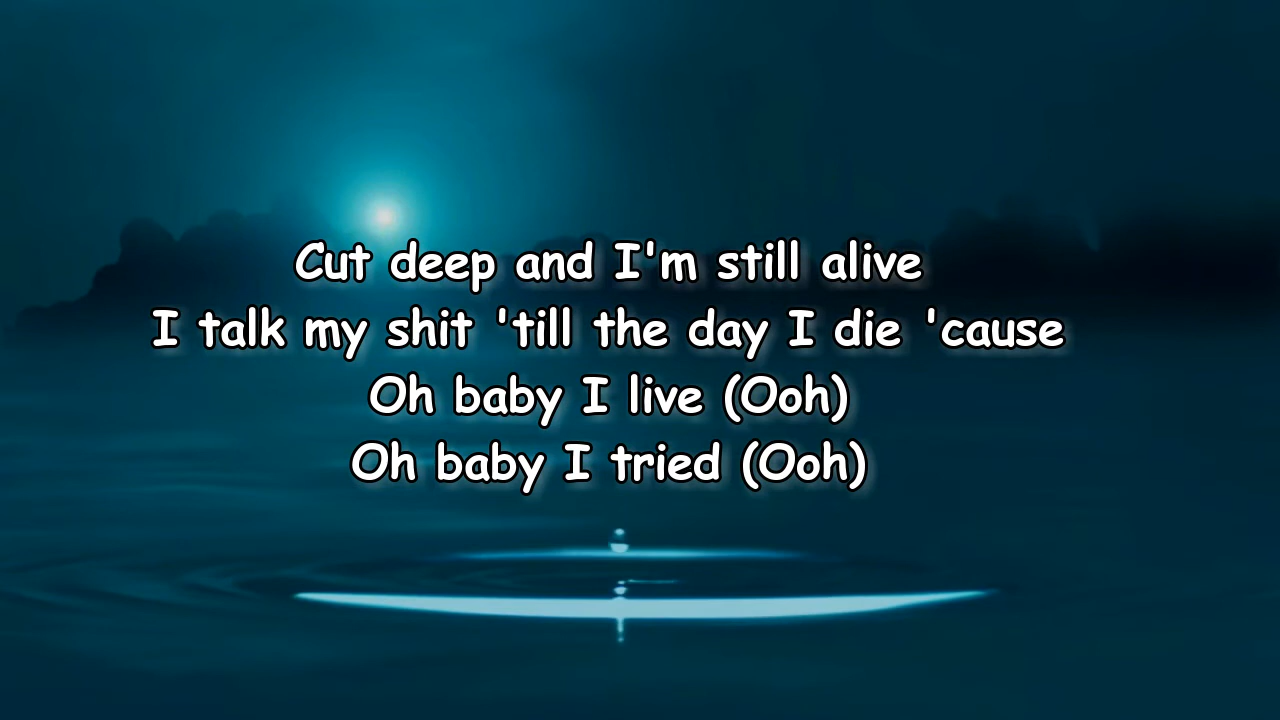 Cut deep and I'm still alive
I talk my shit 'till the day I die 'cause
Oh baby I live (Ooh)
Oh baby I tried (Ooh)